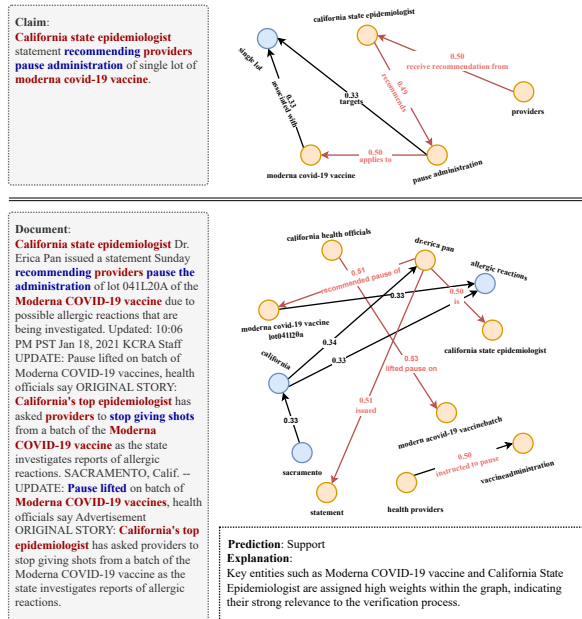 Claim:
California state epidemiologist
statement recommending providers
pause administration of single lot of
moderna covid-19 vaccine.
california state epidemiologist
single lot
0.50
receive recommendation from
0.49
recommends
0.33
targets
0.33
associated with
providers
0.50
applies to
moderna covid-19 vaccine
pause administration
Document:
California state epidemiologist Dr.
Erica Pan issued a statement Sunday
recommending providers pause the
administration of lot 041L20A of the
Moderna COVID-19 vaccine due to
possible allergic reactions that are
being investigated. Updated: 10:06
PM PST Jan 18, 2021 KCRA Staff
UPDATE: Pause lifted on batch of
Moderna COVID-19 vaccines, health
officials say ORIGINAL STORY:
California's top epidemiologist has
asked providers to stop giving shots
from a batch of the Moderna
COVID-19 vaccine as the state
investigates reports of allergic
reactions. SACRAMENTO, Calif. --
UPDATE: Pause lifted on batch of
Moderna COVID-19 vaccines, health
officials say Advertisement
ORIGINAL STORY: California's top
epidemiologist has asked providers to
stop giving shots from a batch of the
Moderna COVID-19 vaccine as the
state investigates reports of allergic
reactions.
california health officials
dr.erica pan
allergic reactions
0.51
recommended pause of
0.33
0.50
is
moderna covid-19 vaccine
lot041l20a
california state epidemiologist
california
0.34
0.33
0.53
lifted pause on
0.51
issued
0.33
modern acovid-19 vaccinebatch
sacramento
0.50
instructed to pause
vaccineadministration
statement
health providers
Prediction: Support
Explanation:
Key entities such as Moderna COVID-19 vaccine and California State
Epidemiologist are assigned high weights within the graph, indicating
their strong relevance to the verification process.